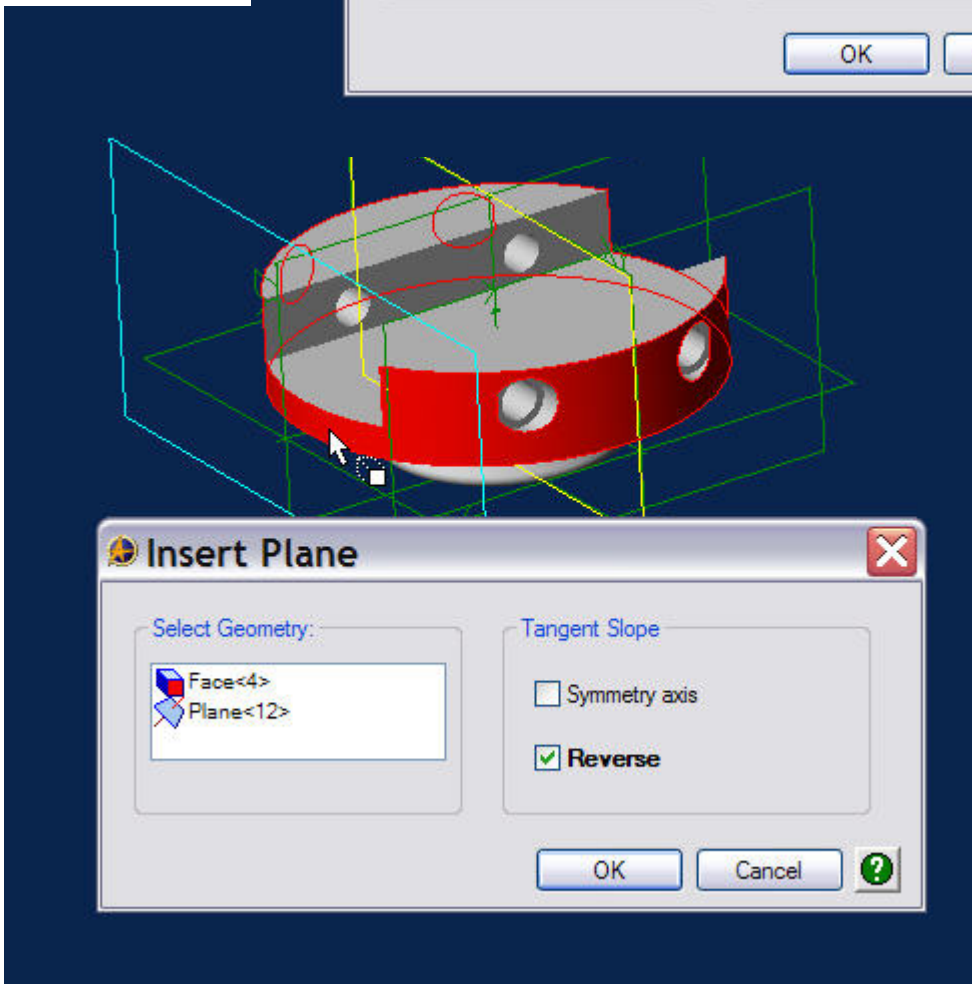 OK
Insert Plane
Select Geometry:
Tangent Slope
Face<4>
Plane<12>
Symmetry axis
Reverse
OK
Cancel
?